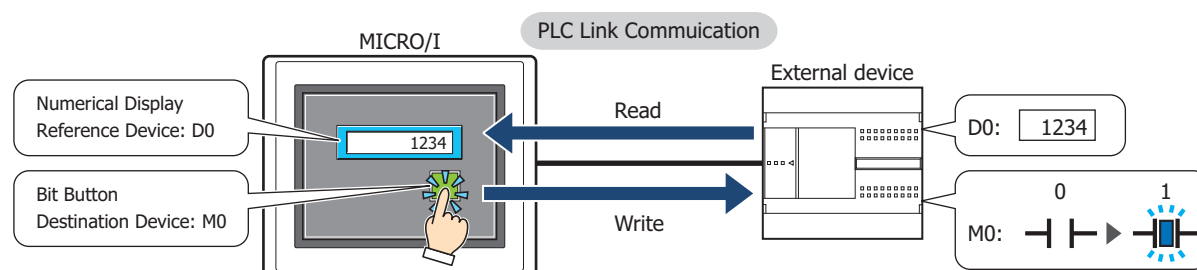 PLC Link Commuication
MICRO/I
External device
Numerical Display
Reference Device: D0
1234
Read
D0: 1234
Bit Button
Destination Device: M0
Write
0 1
M0: